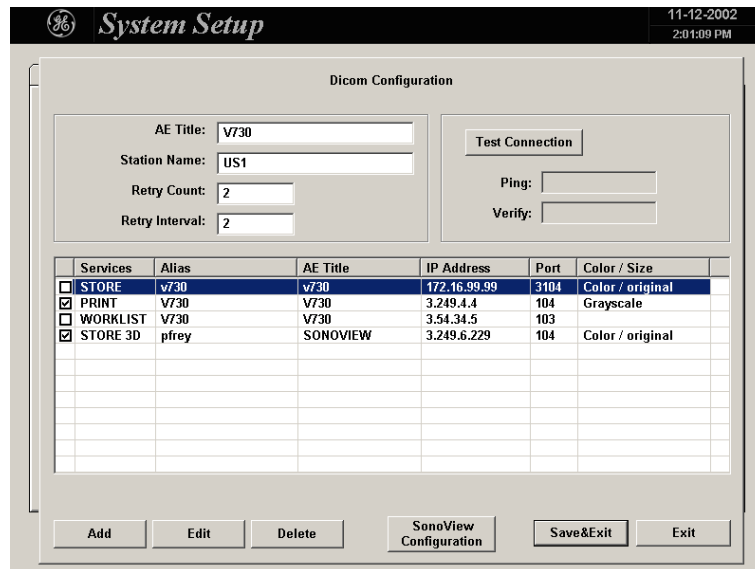 GE System Setup 11-12-2002
2:01:09 PM
Dicom Configuration
AE Title: V730
Station Name: US1
Retry Count: 2
Retry Interval: 2
Test Connection
Ping:
Verify:
Services Alias AE Title IP Address Port Color / Size
STORE v730 v730 172.16.99.99 3104 Color / original
PRINT V730 V730 3.249.4.4 104 Grayscale
WORKLIST V730 V730 3.54.34.5 103
STORE 3D pfrey SONOVIEW 3.249.6.229 104 Color / original
Add Edit Delete SonoView Configuration Save&Exit Exit